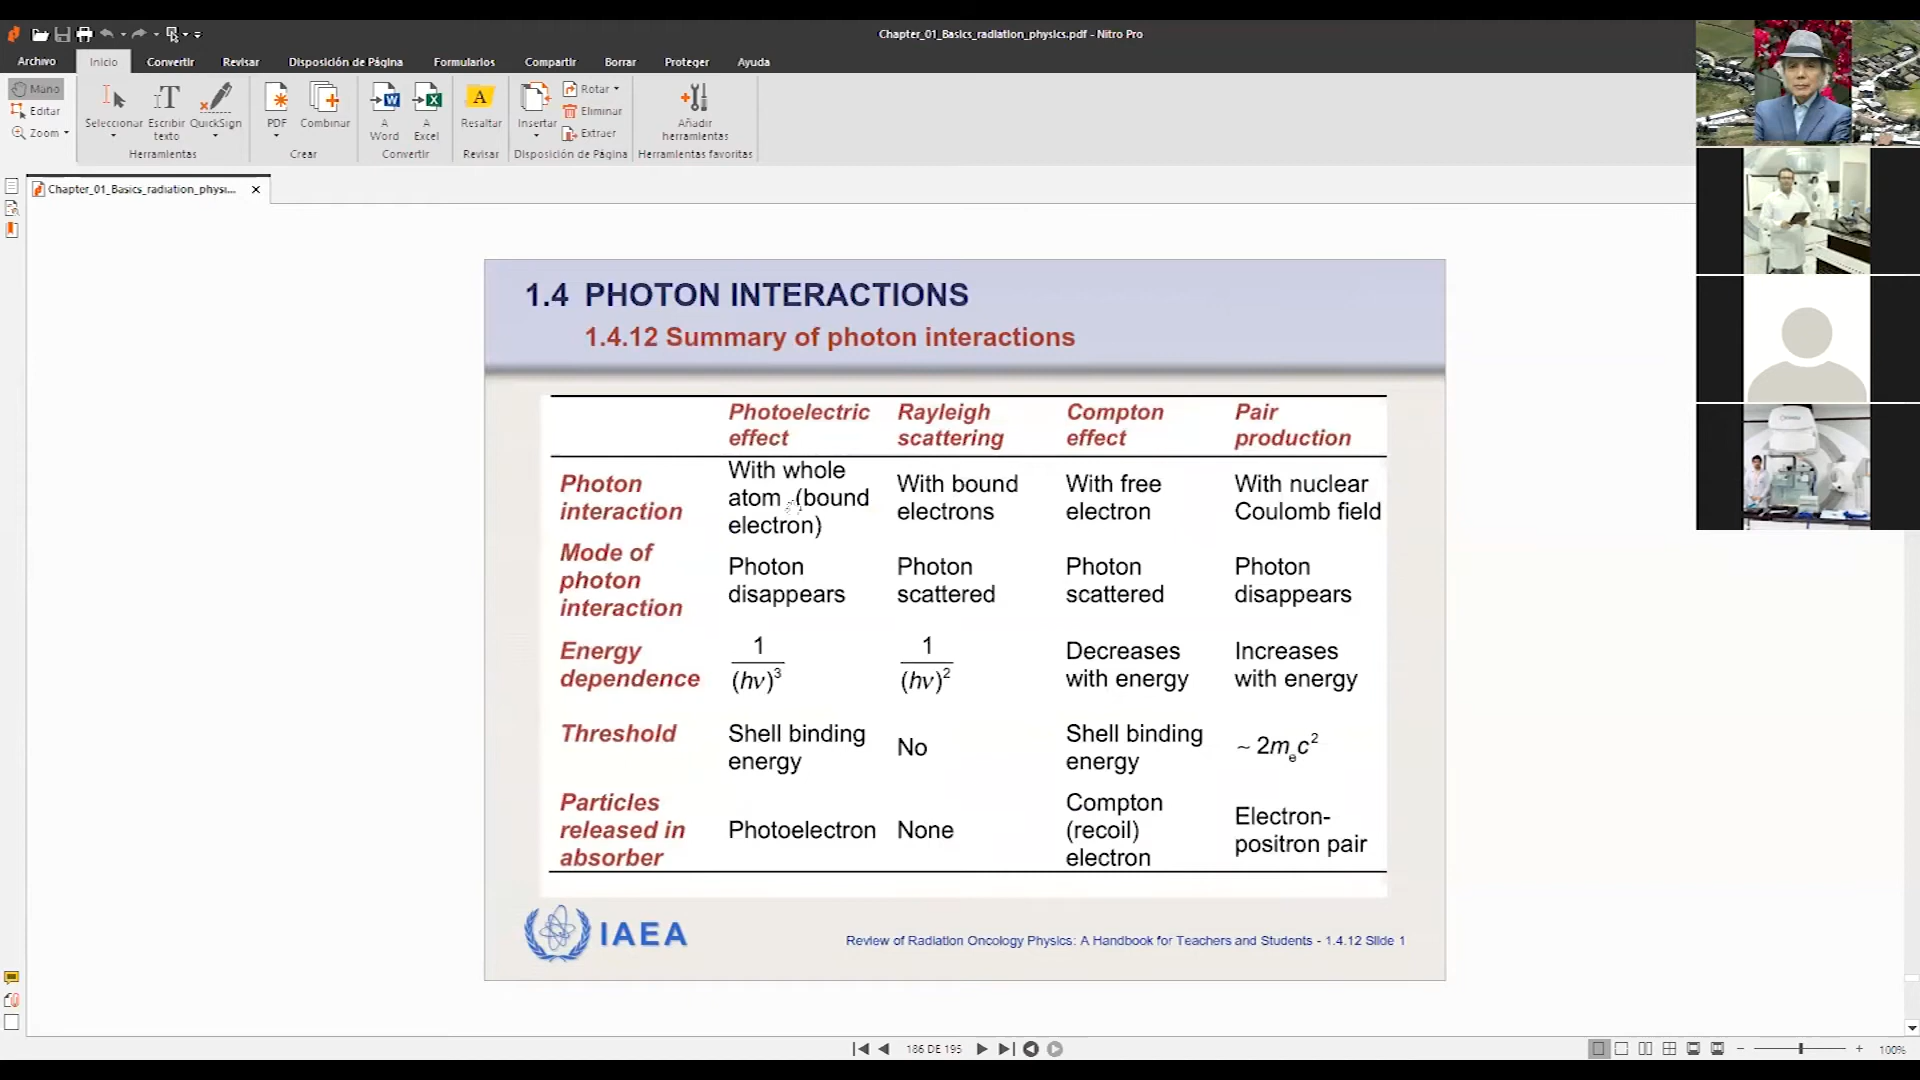 Chapter_01_Basics_radiation_physics.pdf - Nitro Pro
Archivo Inicio Convertir Revisar Disposición de Página Formularios Compartir Borrar Proteger Ayuda
Mano
Editar
Zoom
Seleccionar
Escribir texto
QuickSign
Herramientas
PDF
Combinar
Crear
A Word
A Excel
Convertir
Resaltar
Revisar
Insertar
Rotar
Eliminar
Extraer
Disposición de Página
Añadir herramientas
Herramientas favoritas
Chapter_01_Basics_radiation_physi...
1.4 PHOTON INTERACTIONS
1.4.12 Summary of photon interactions
Photoelectric effect Rayleigh scattering Compton effect Pair production
Photon interaction With whole atom (bound electron) With bound electrons With free electron With nuclear Coulomb field
Mode of photon interaction Photon disappears Photon scattered Photon scattered Photon disappears
Energy dependence 1/(hν)³ 1/(hν)² Decreases with energy Increases with energy
Threshold Shell binding energy No Shell binding energy ~ 2mₑc²
Particles released in absorber Photoelectron None Compton (recoil) electron Electron-positron pair
IAEA
Review of Radiation Oncology Physics: A Handbook for Teachers and Students - 1.4.12 Slide 1
186 DE 195
100%